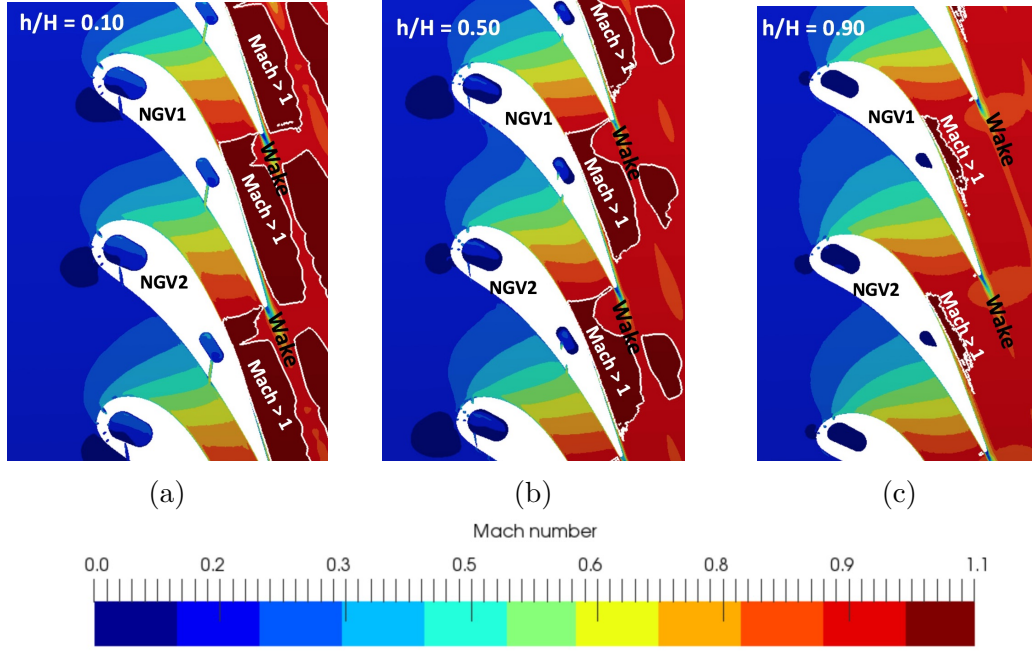 h/H = 0.10
Mach > 1
NGV1
Wake
Mach > 1
NGV2
Wake
Mach > 1
h/H = 0.50
Mach > 1
NGV1
Wake
Mach > 1
NGV2
Wake
Mach > 1
h/H = 0.90
NGV1
Wake
Mach > 1
NGV2
Wake
Mach > 1
(a)
(b)
(c)
Mach number
0.0 0.2 0.3 0.5 0.6 0.8 0.9 1.1